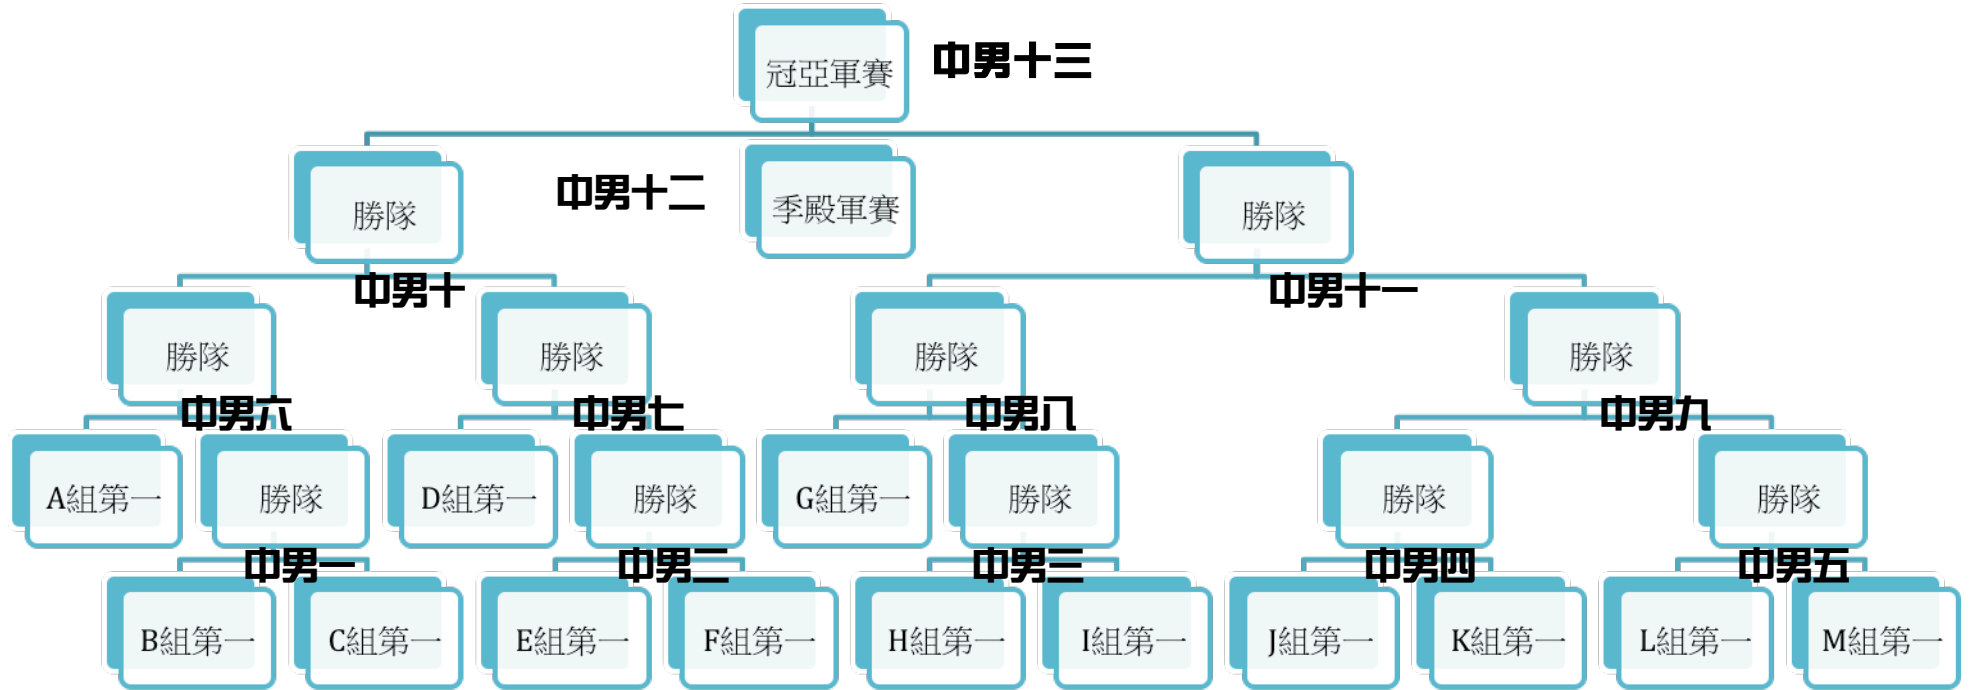 冠亞軍賽
中男十三
勝隊
中男十二
季殿軍賽
勝隊
中男十
中男十一
勝隊
勝隊
勝隊
勝隊
中男六
中男七
中男八
中男九
A組第一
勝隊
D組第一
勝隊
G組第一
勝隊
勝隊
勝隊
中男一
中男二
中男三
中男四
中男五
B組第一
C組第一
E組第一
F組第一
H組第一
I組第一
J組第一
K組第一
L組第一
M組第一